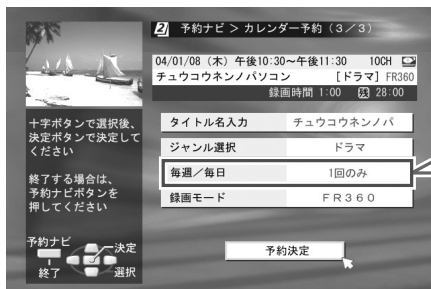 予約ナビ > カレンダー予約(3/3)
04/01/08(木)午後10:30~午後11:30 10CH
チュウコウネンノパソコン [ドラマ] FR360
録画時間 1:00 残 28:00
十字ボタンで選択後、
決定ボタンで決定して
ください
終了する場合は、
予約ナビボタンを
押してください
予約ナビ
決定
終了
選択
タイトル名入力 チュウコウネンノパ
ジャンル選択 ドラマ
毎週/毎日 1回のみ
録画モード FR360
予約決定